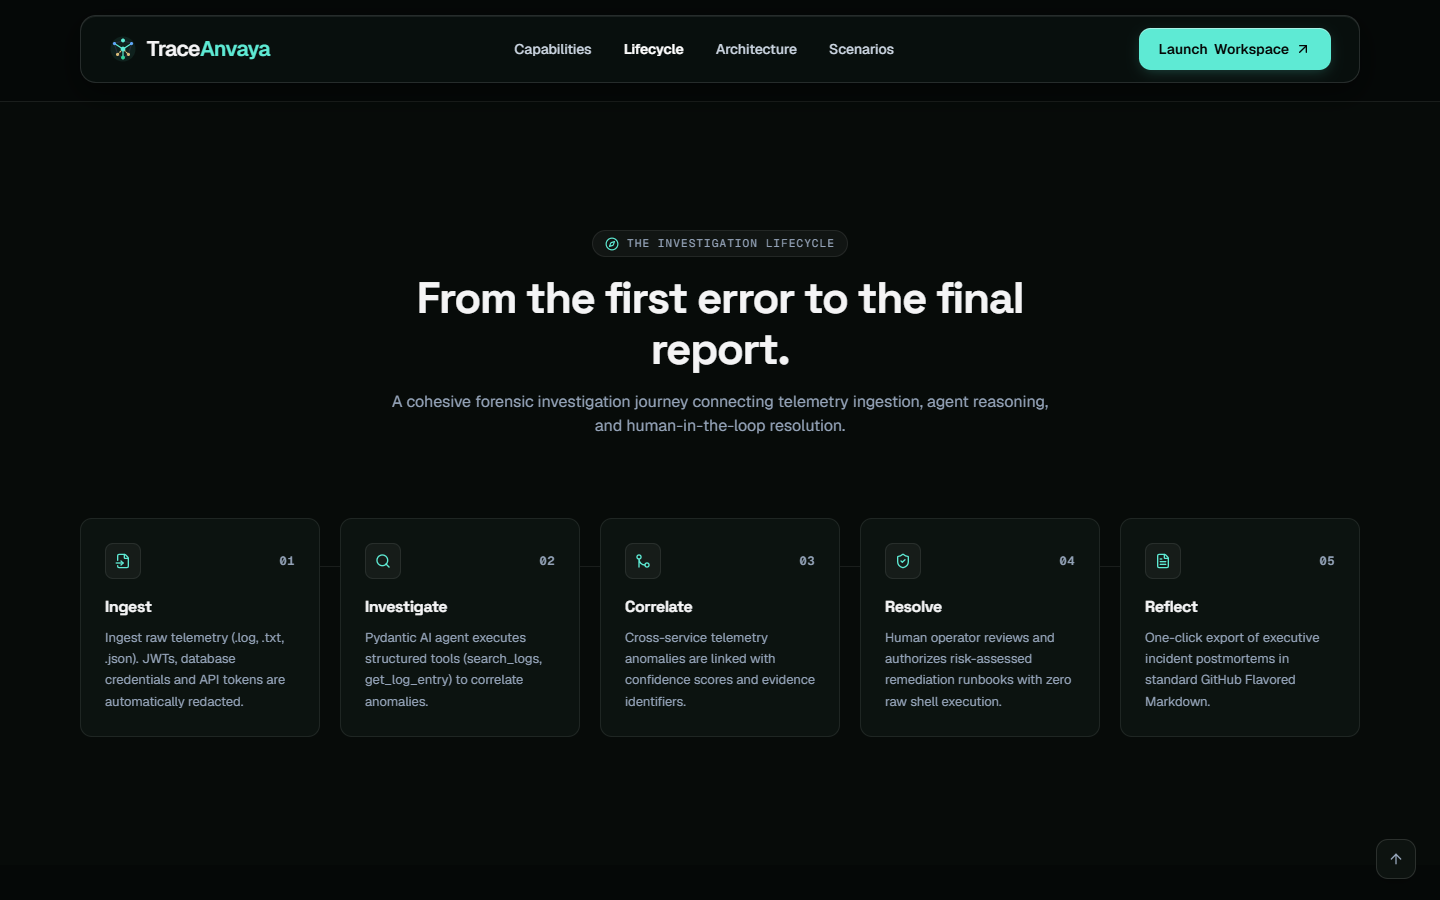 TraceAnvaya
Capabilities
Lifecycle
Architecture
Scenarios
Launch Workspace
THE INVESTIGATION LIFECYCLE
From the first error to the final
report.
A cohesive forensic investigation journey connecting telemetry ingestion, agent reasoning,
and human-in-the-loop resolution.
01
Ingest
Ingest raw telemetry (.log, .txt,
.json). JWTs, database
credentials and API tokens are
automatically redacted.
02
Investigate
Pydantic AI agent executes
structured tools (search_logs,
get_log_entry) to correlate
anomalies.
03
Correlate
Cross-service telemetry
anomalies are linked with
confidence scores and evidence
identifiers.
04
Resolve
Human operator reviews and
authorizes risk-assessed
remediation runbooks with zero
raw shell execution.
05
Reflect
One-click export of executive
incident postmortems in
standard GitHub Flavored
Markdown.